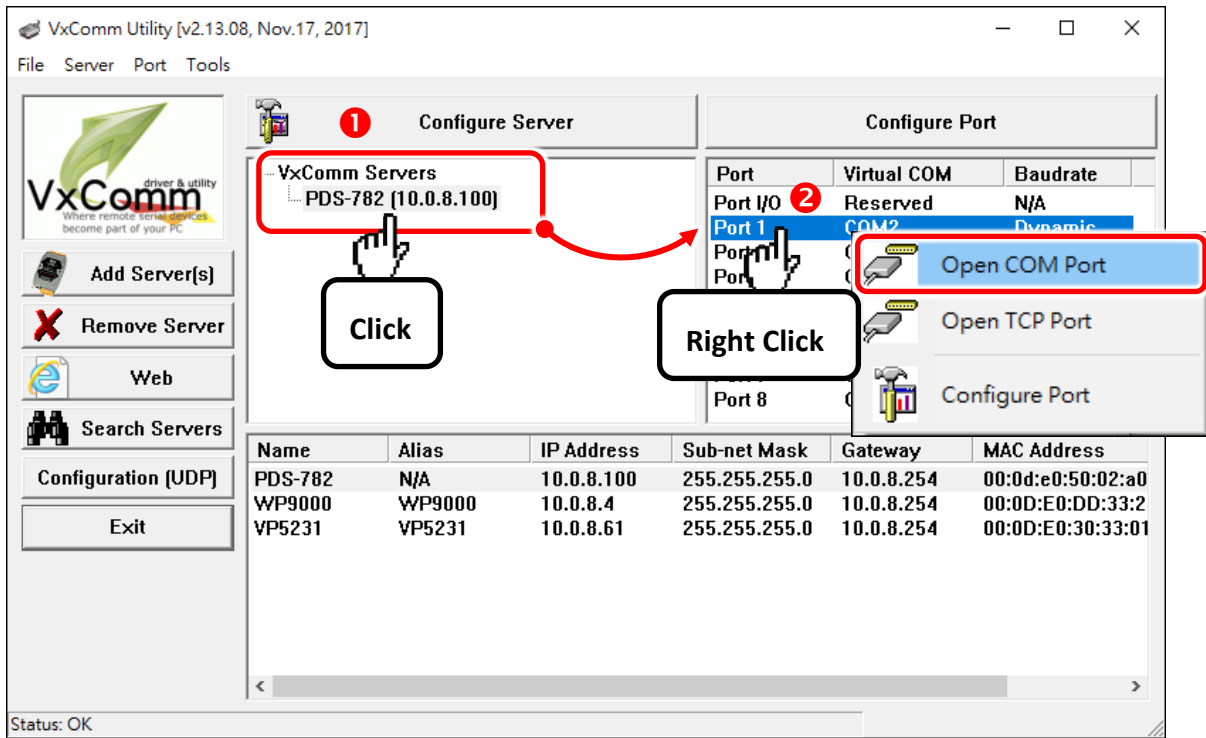 VxComm Utility [v2.13.08, Nov.17, 2017]
File Server Port Tools
VxComm
driver & utility
Where remote serial devices
become part of your PC
Add Server(s)
Remove Server
Web
Search Servers
Configuration (UDP)
Exit
1 Configure Server
VxComm Servers
PDS-782 (10.0.8.100)
Click
Configure Port
Port Virtual COM Baudrate
Port I/O 2 Reserved N/A
Port 1 COM2 Dynamic
Port
Por
Right Click
Port 8
Open COM Port
Open TCP Port
Configure Port
Name Alias IP Address Sub-net Mask Gateway MAC Address
PDS-782 N/A 10.0.8.100 255.255.255.0 10.0.8.254 00:0d:e0:50:02:a0
WP9000 WP9000 10.0.8.4 255.255.255.0 10.0.8.254 00:0D:E0:DD:33:2
VP5231 VP5231 10.0.8.61 255.255.255.0 10.0.8.254 00:0D:E0:30:33:01
Status: OK